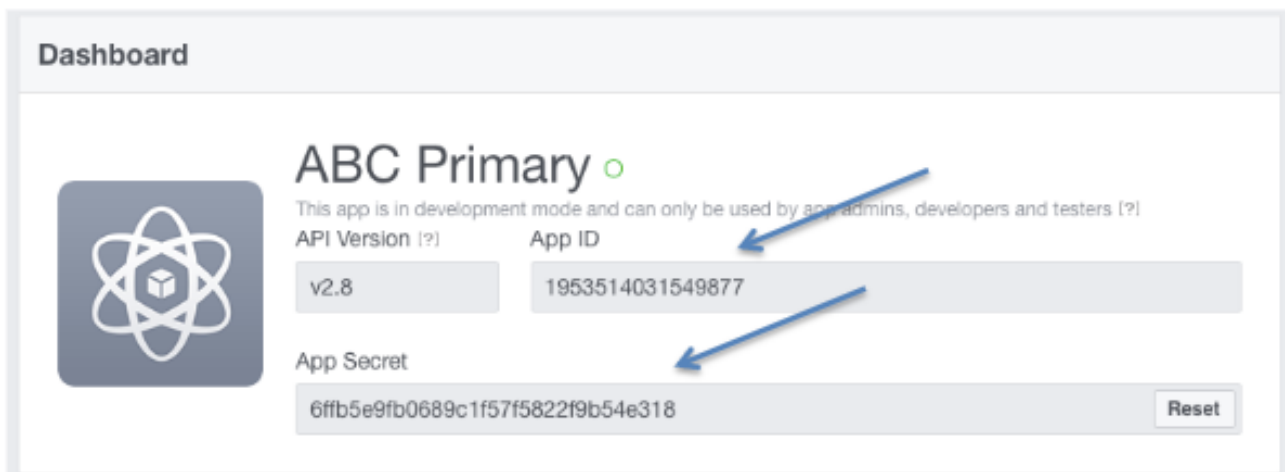 Dashboard
ABC Primary
This app is in development mode and can only be used by app admins, developers and testers [?]
API Version [?] App ID
v2.8 1953514031549877
App Secret
6ffb5e9fb0689c1f57f5822f9b54e318 Reset